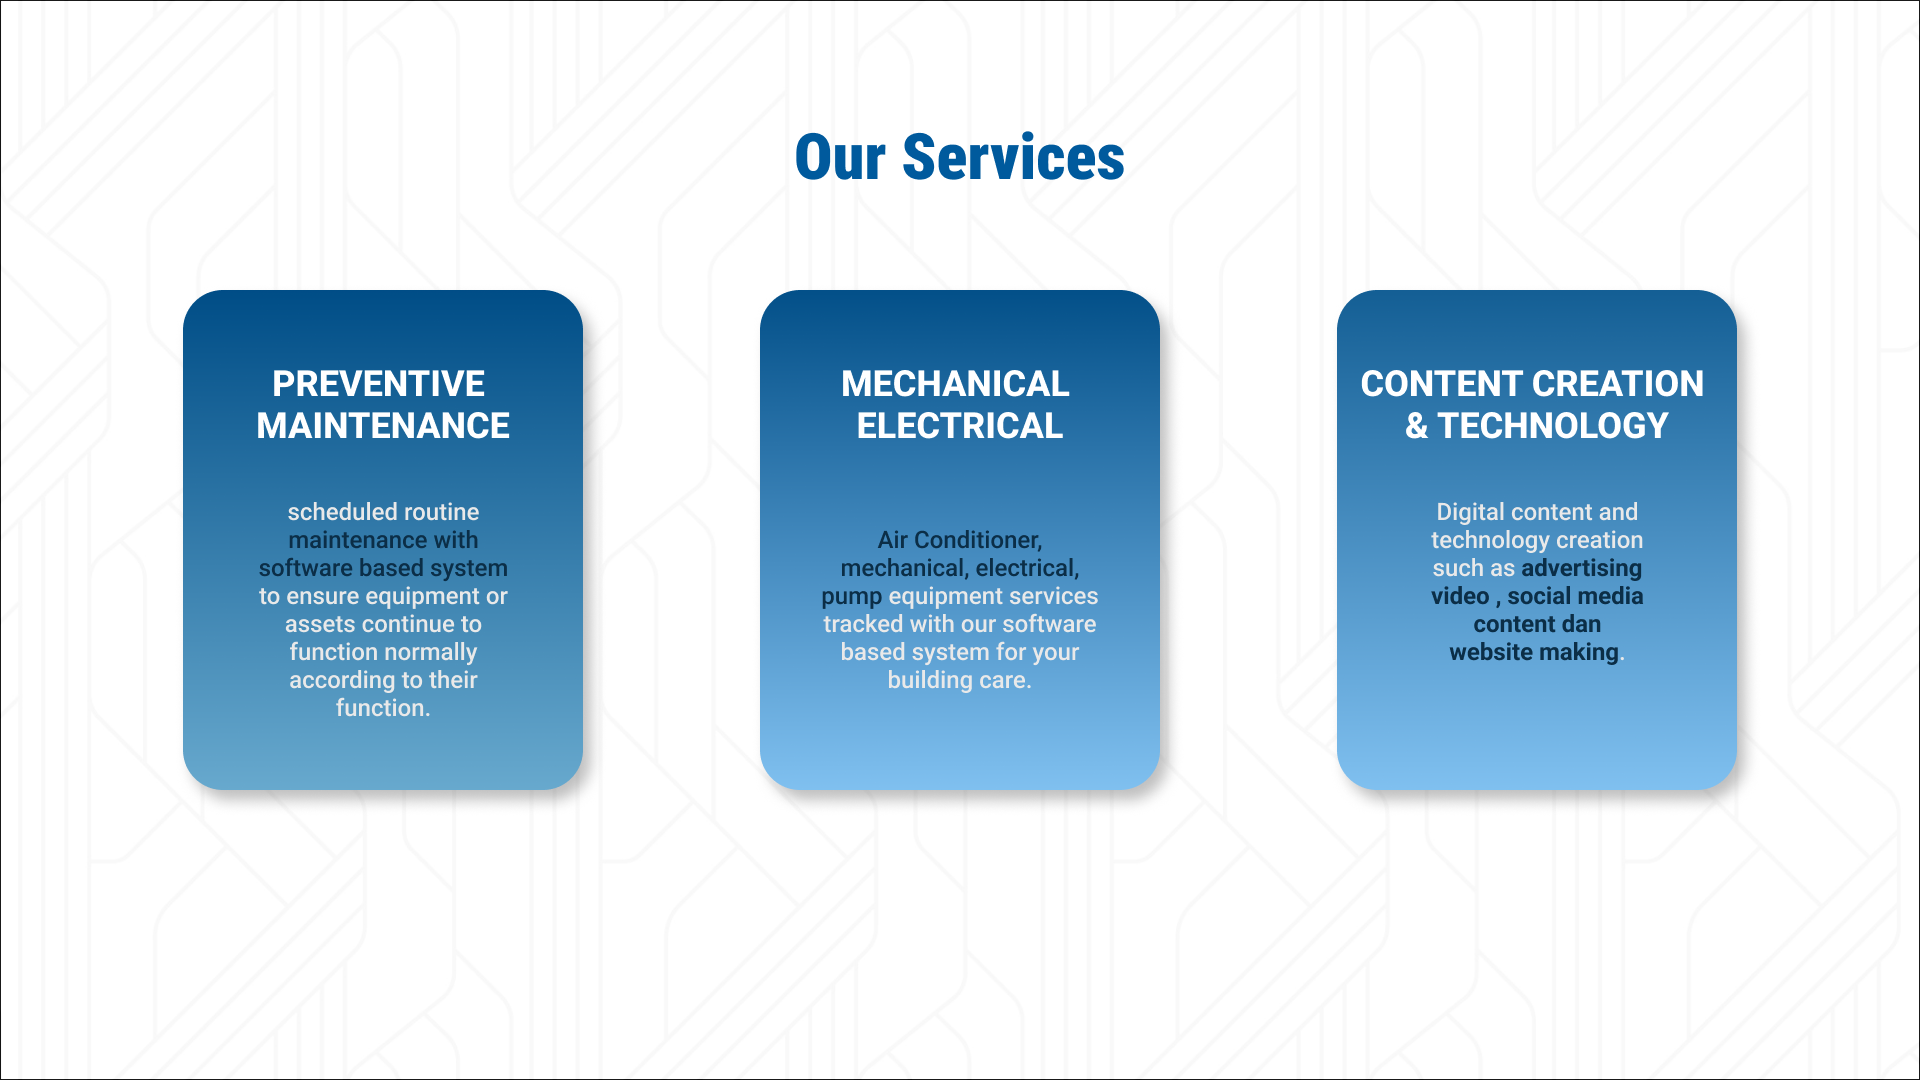 Our Services
PREVENTIVE
MAINTENANCE
scheduled routine
maintenance with
software based system
to ensure equipment or
assets continue to
function normally
according to their
function.
MECHANICAL
ELECTRICAL
Air Conditioner,
mechanical, electrical,
pump equipment services
tracked with our software
based system for your
building care.
CONTENT CREATION
& TECHNOLOGY
Digital content and
technology creation
such as advertising
video , social media
content dan
website making.